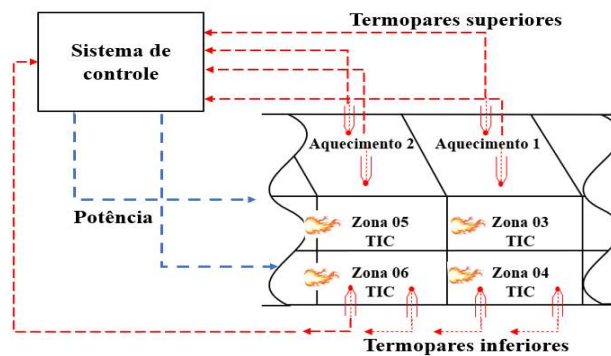 Termopares superiores
Sistema de
controle
Aquecimento 2
Aquecimento 1
Potência
Zona 05
TIC
Zona 03
TIC
Zona 06
TIC
Zona 04
TIC
Termopares inferiores